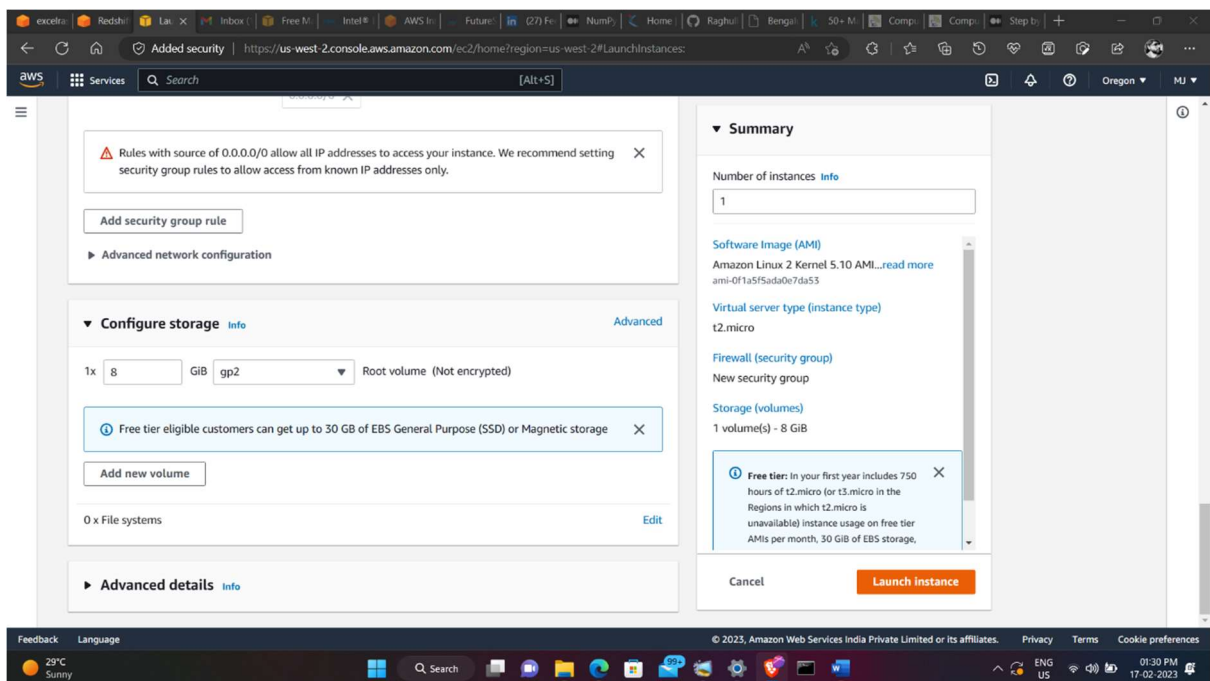 excelra
Redshi
Lau
Inbox (
Free M
Intel®
AWS In
Future
(27) Fe
NumP
Home
Raghul
Bengal
50+ M
Compu
Compu
Step by
Added security
https://us-west-2.console.aws.amazon.com/ec2/home?region=us-west-2#LaunchInstances:
aws
Services
Search
[Alt+S]
Oregon
MJ
Rules with source of 0.0.0.0/0 allow all IP addresses to access your instance. We recommend setting
security group rules to allow access from known IP addresses only.
Add security group rule
Advanced network configuration
Configure storage Info
Advanced
1x 8 GiB gp2 Root volume (Not encrypted)
Free tier eligible customers can get up to 30 GB of EBS General Purpose (SSD) or Magnetic storage
Add new volume
0 x File systems
Edit
Advanced details Info
Summary
Number of instances Info
1
Software Image (AMI)
Amazon Linux 2 Kernel 5.10 AMI...read more
ami-0f1a5f5ada0e7da53
Virtual server type (instance type)
t2.micro
Firewall (security group)
New security group
Storage (volumes)
1 volume(s) - 8 GiB
Free tier: In your first year includes 750
hours of t2.micro (or t3.micro in the
Regions in which t2.micro is
unavailable) instance usage on free tier
AMIs per month, 30 GiB of EBS storage,
Cancel
Launch instance
Feedback
Language
© 2023, Amazon Web Services India Private Limited or its affiliates.
Privacy
Terms
Cookie preferences
29°C
Sunny
Search
99+
ENG
US
01:30 PM
17-02-2023